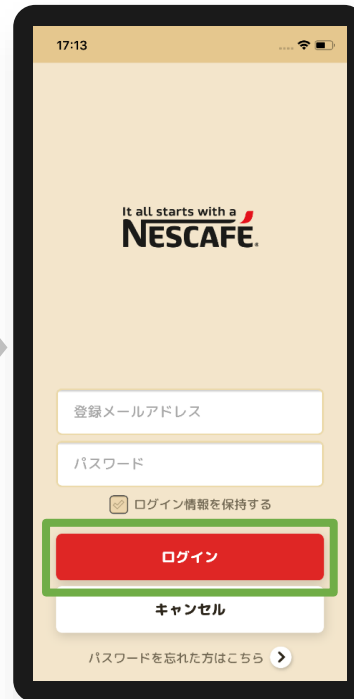 17:13
It all starts with a
NESCAFÉ.
登録メールアドレス
パスワード
ログイン情報を保持する
ログイン
キャンセル
パスワードを忘れた方はこちら